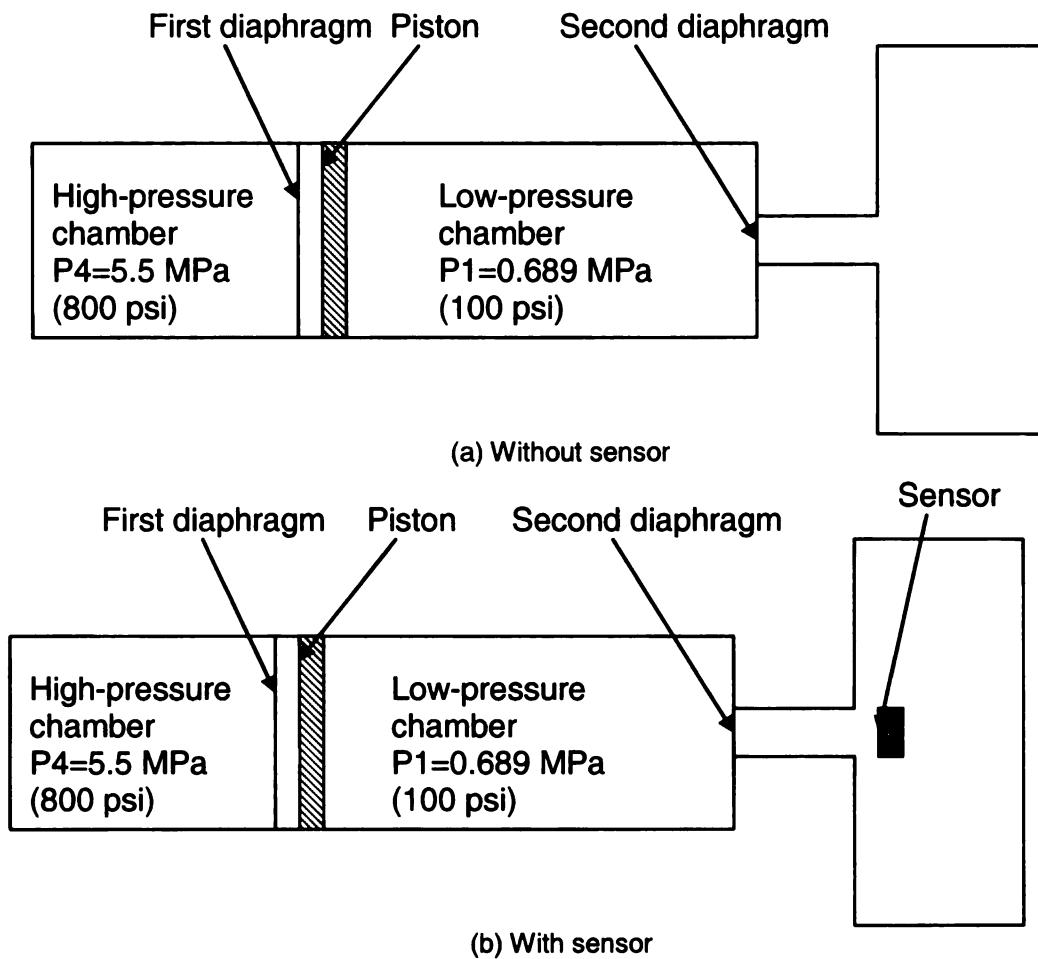 First diaphragm Piston Second diaphragm
High-pressure
chamber
P4=5.5 MPa
(800 psi)
Low-pressure
chamber
P1=0.689 MPa
(100 psi)
(a) Without sensor
Sensor
First diaphragm Piston Second diaphragm
High-pressure
chamber
P4=5.5 MPa
(800 psi)
Low-pressure
chamber
P1=0.689 MPa
(100 psi)
(b) With sensor